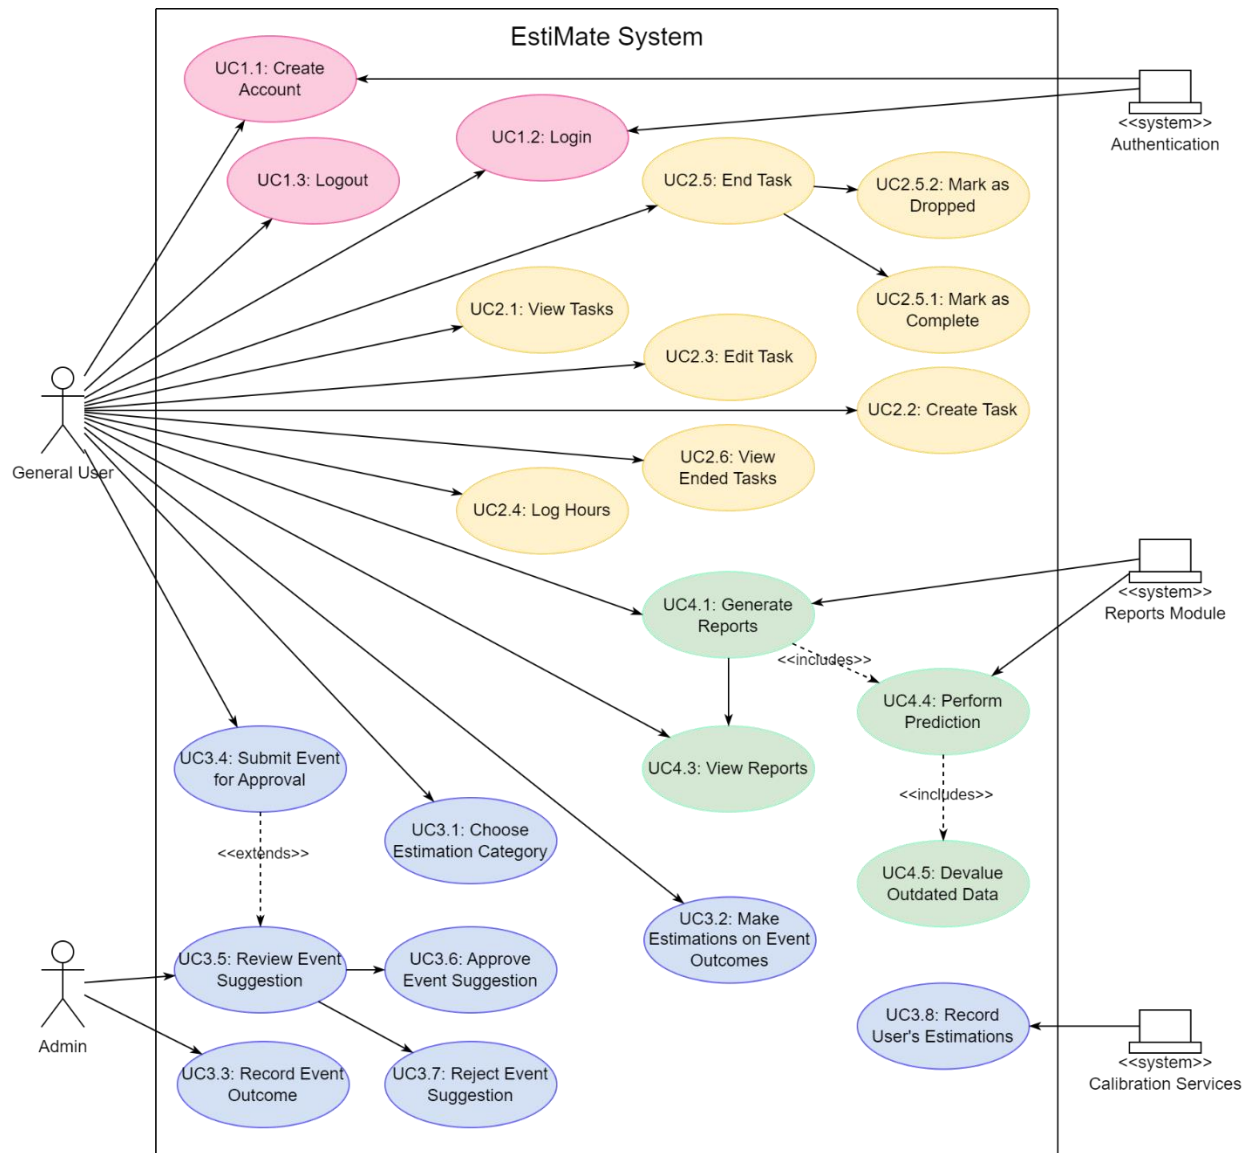 EstiMate System
UC1.1: Create
Account
UC1.2: Login
<<system>>
Authentication
UC1.3: Logout
UC2.5: End Task
UC2.5.2: Mark as
Dropped
UC2.1: View Tasks
UC2.5.1: Mark as
Complete
UC2.3: Edit Task
UC2.2: Create Task
General User
UC2.6: View
Ended Tasks
UC2.4: Log Hours
UC4.1: Generate
Reports
<<system>>
Reports Module
<<includes>>
UC4.4: Perform
Prediction
UC3.4: Submit Event
for Approval
UC4.3: View Reports
<<includes>>
UC3.1: Choose
Estimation Category
<<extends>>
UC4.5: Devalue
Outdated Data
UC3.2: Make
Estimations on Event
Outcomes
UC3.5: Review Event
Suggestion
UC3.6: Approve
Event Suggestion
UC3.8: Record
User's Estimations
Admin
<<system>>
Calibration Services
UC3.3: Record Event
Outcome
UC3.7: Reject Event
Suggestion